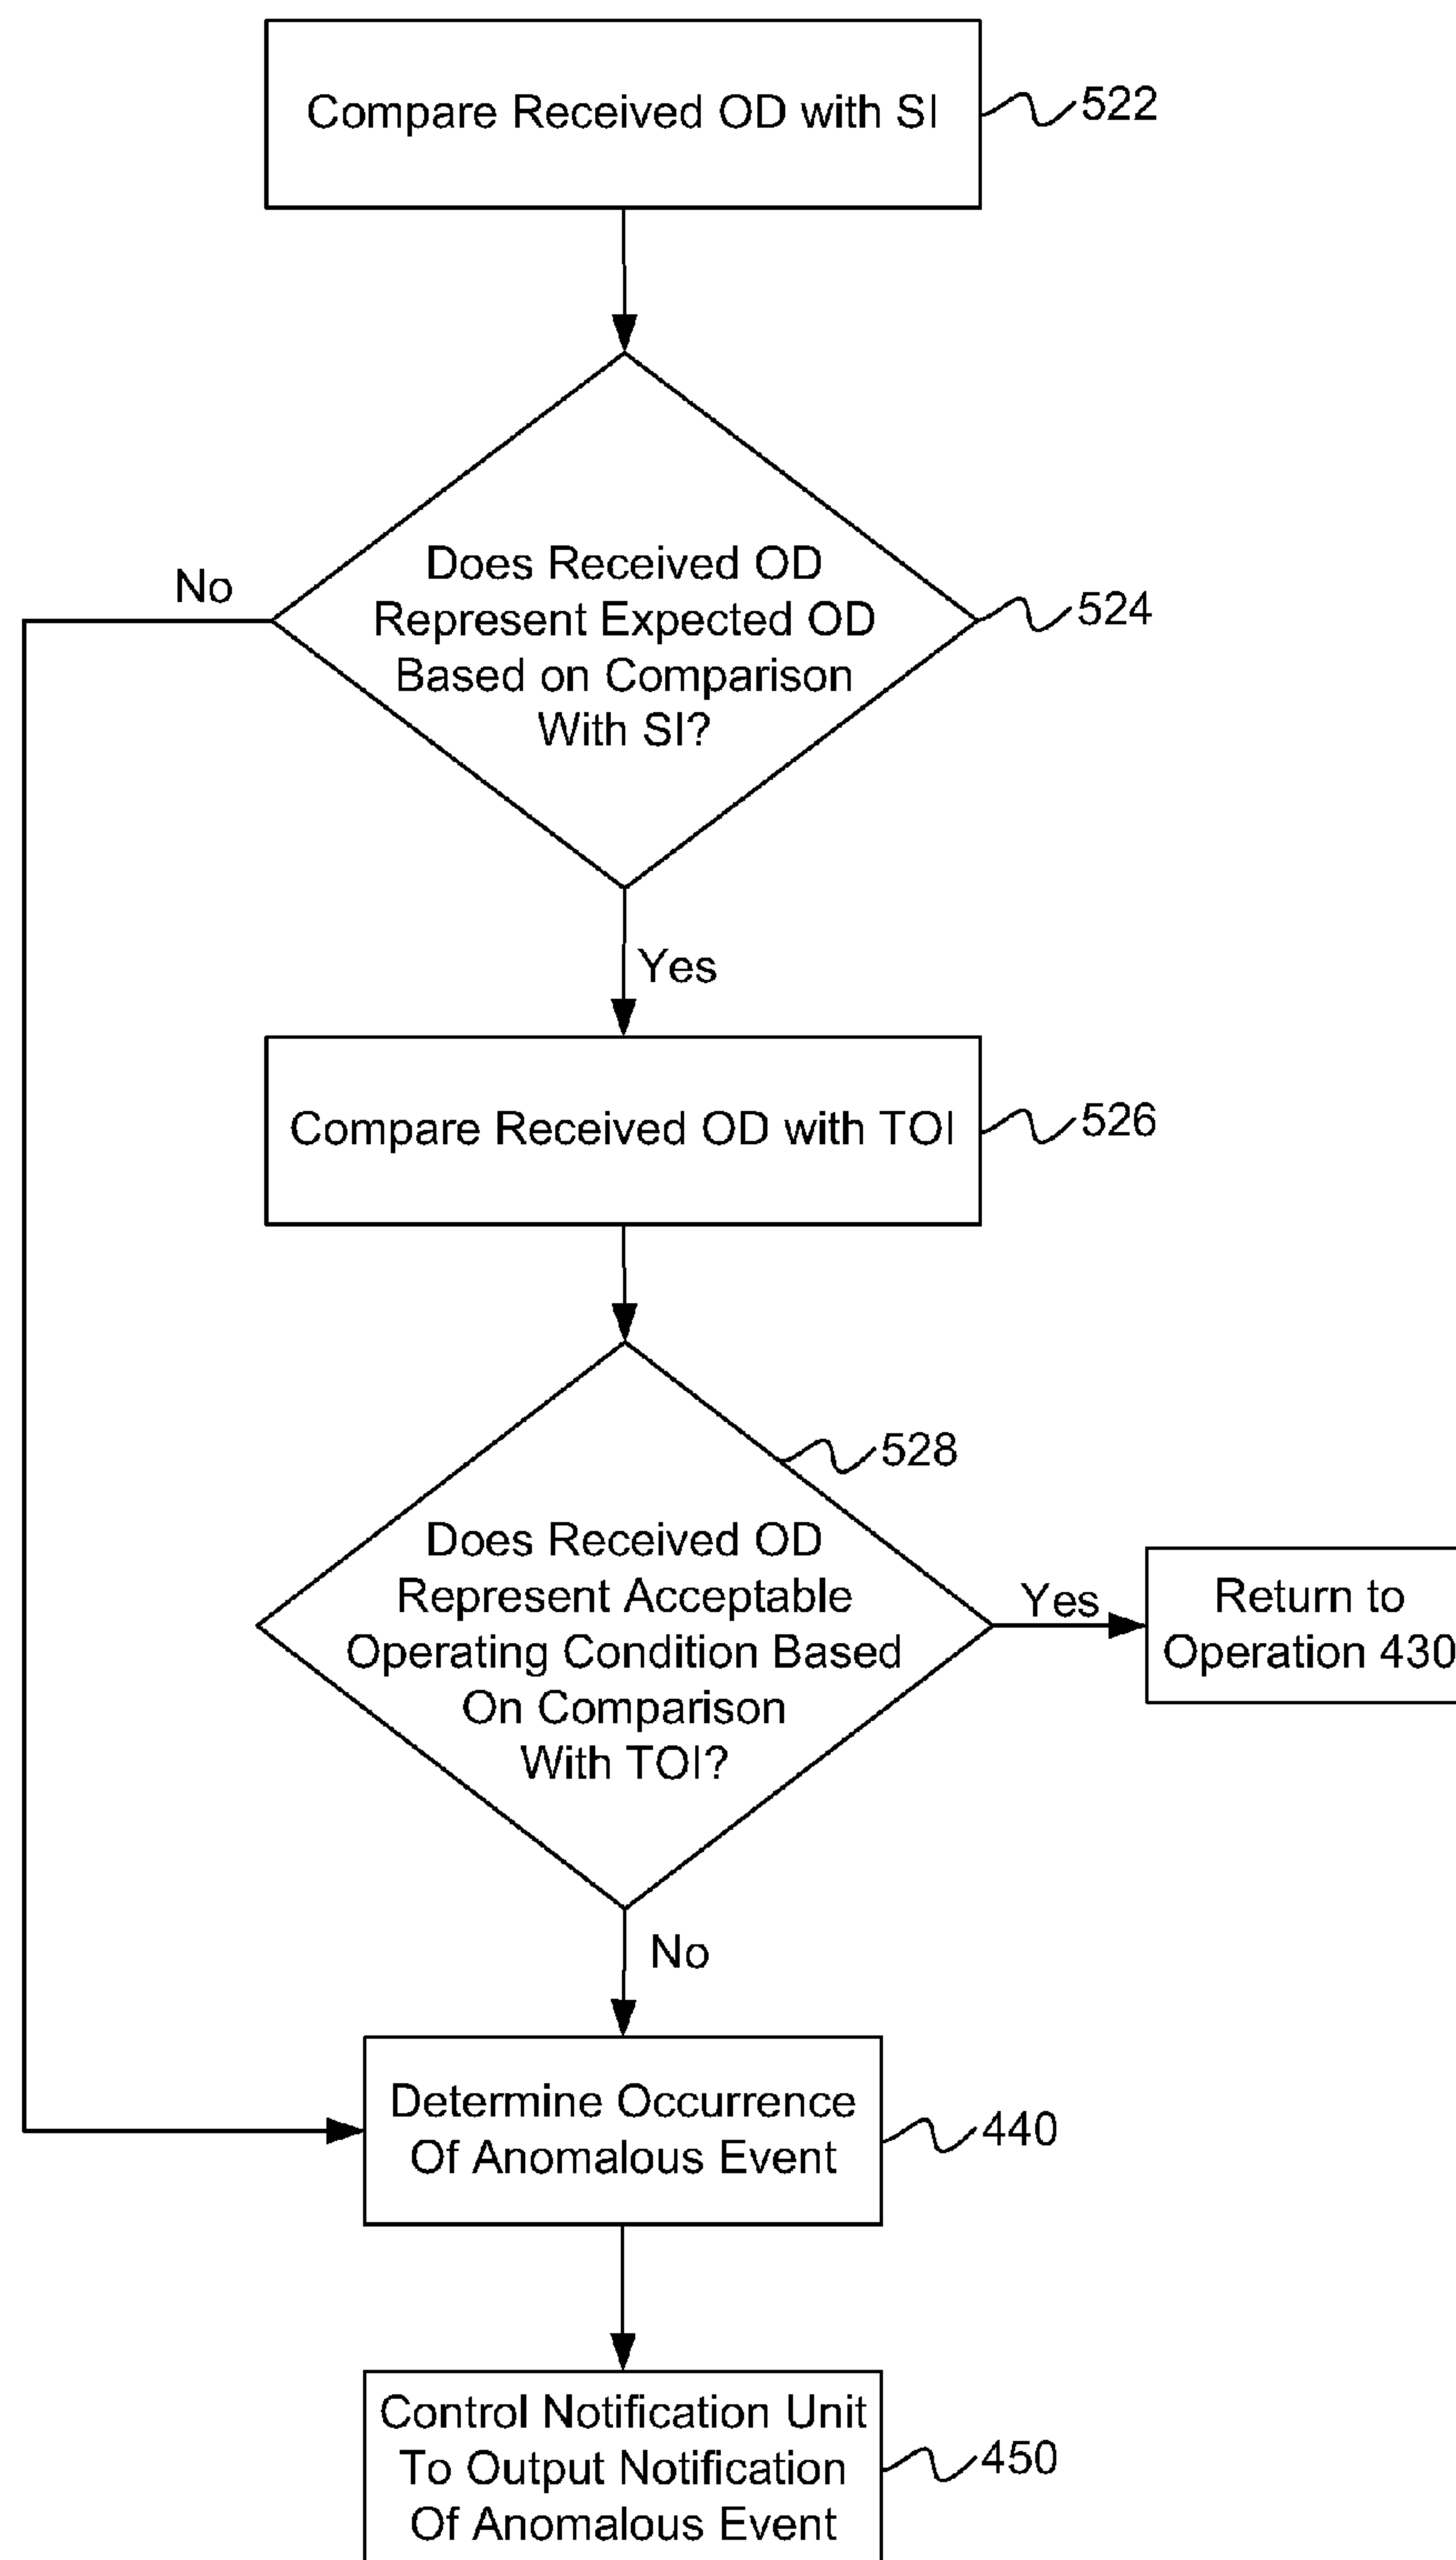 Compare Received OD with SI
522
Does Received OD
Represent Expected OD
Based on Comparison
With SI?
524
No
Yes
Compare Received OD with TOI
526
528
Does Received OD
Represent Acceptable
Operating Condition Based
On Comparison
With TOI?
Yes
Return to
Operation 430
No
Determine Occurrence
Of Anomalous Event
440
Control Notification Unit
To Output Notification
Of Anomalous Event
450